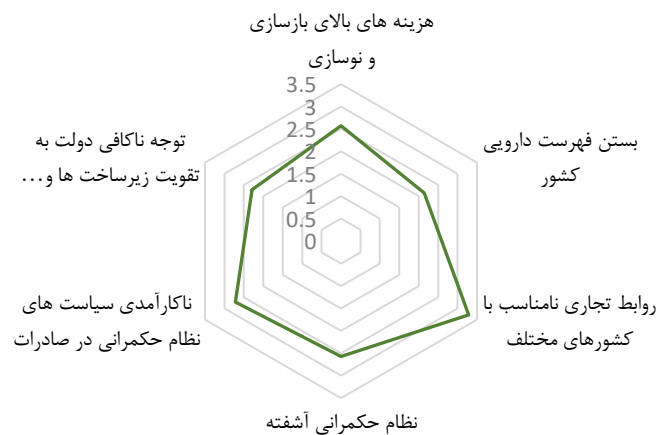 هزینه های بالای بازسازی
و نوسازی
بستن فهرست دارویی
کشور
روابط تجاری نامناسب با
کشورهای مختلف
نظام حکمرانی آشفته
ناکارآمدی سیاست های
نظام حکمرانی در صادرات
توجه ناکافی دولت به
تقویت زیرساخت ها و...
3.5
3
2.5
2
1.5
1
0.5
0